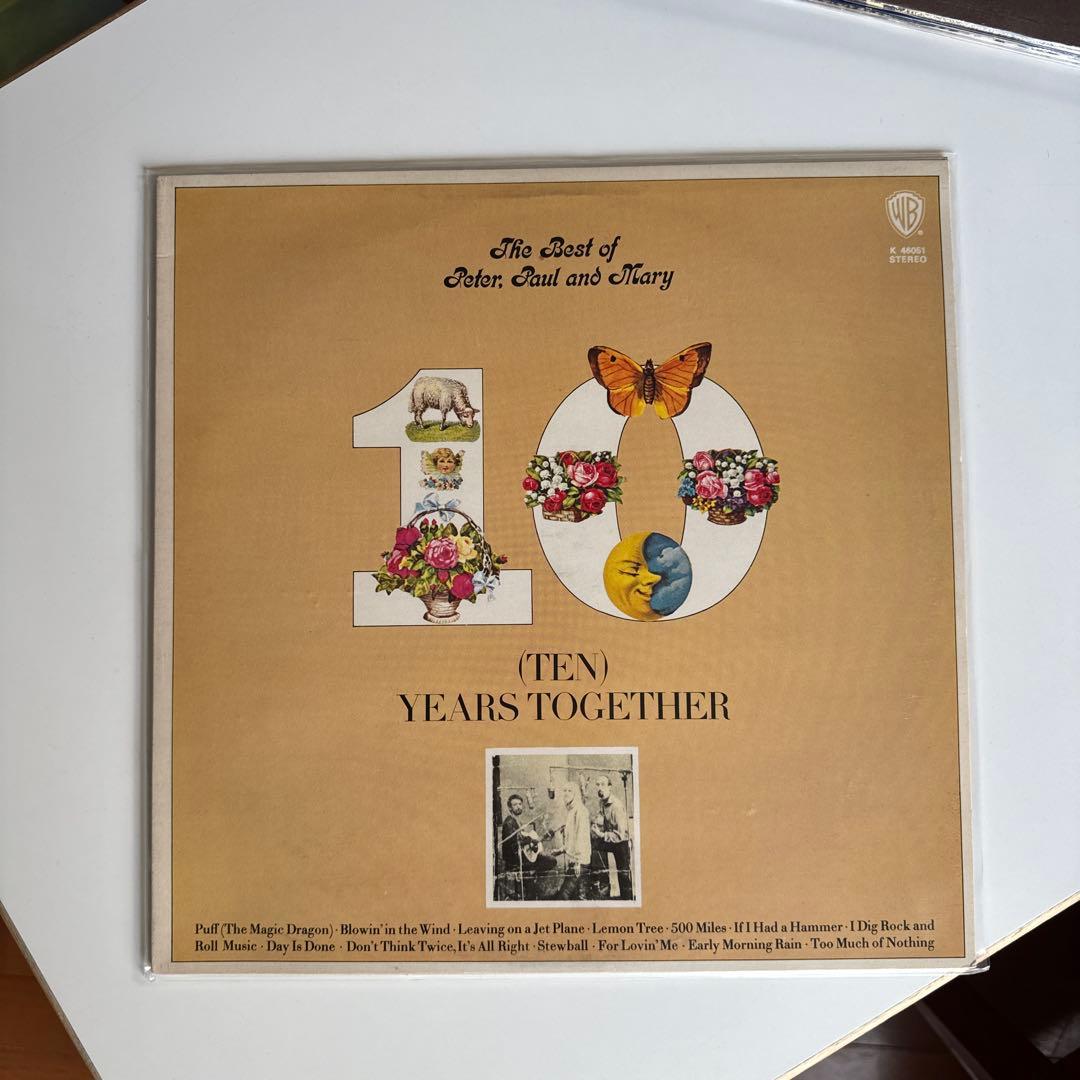 The Best of
Peter, Paul and Mary
WB
K 46051
STEREO
10
(TEN)
YEARS TOGETHER
Puff (The Magic Dragon) · Blowin' in the Wind · Leaving on a Jet Plane · Lemon Tree · 500 Miles · If I Had a Hammer · I Dig Rock and
Roll Music · Day Is Done · Don't Think Twice, It's All Right · Stewball · For Lovin' Me · Early Morning Rain · Too Much of Nothing